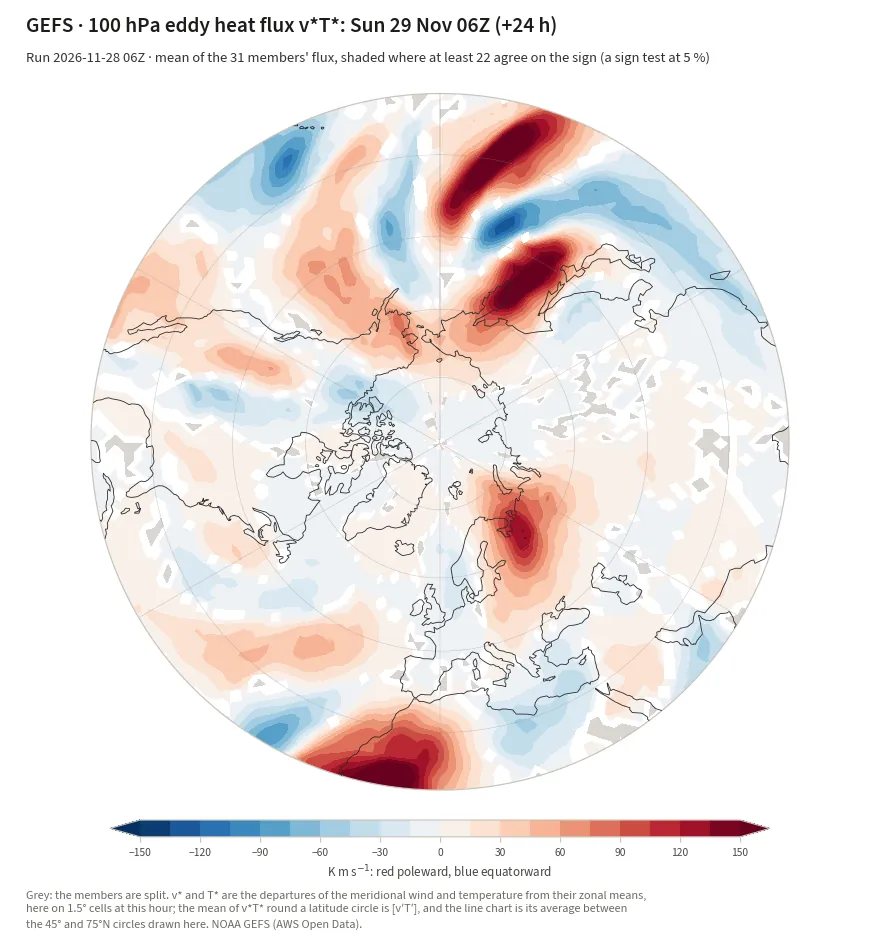 GEFS · 100 hPa eddy heat flux v*T*: Sun 29 Nov 06Z (+24 h)
Run 2026-11-28 06Z · mean of the 31 members' flux, shaded where at least 22 agree on the sign (a sign test at 5 %)
−150 −120 −90 −60 −30 0 30 60 90 120 150
K m s⁻¹: red poleward, blue equatorward
Grey: the members are split. v* and T* are the departures of the meridional wind and temperature from their zonal means,
here on 1.5° cells at this hour; the mean of v*T* round a latitude circle is [v'T'], and the line chart is its average between
the 45° and 75°N circles drawn here. NOAA GEFS (AWS Open Data).